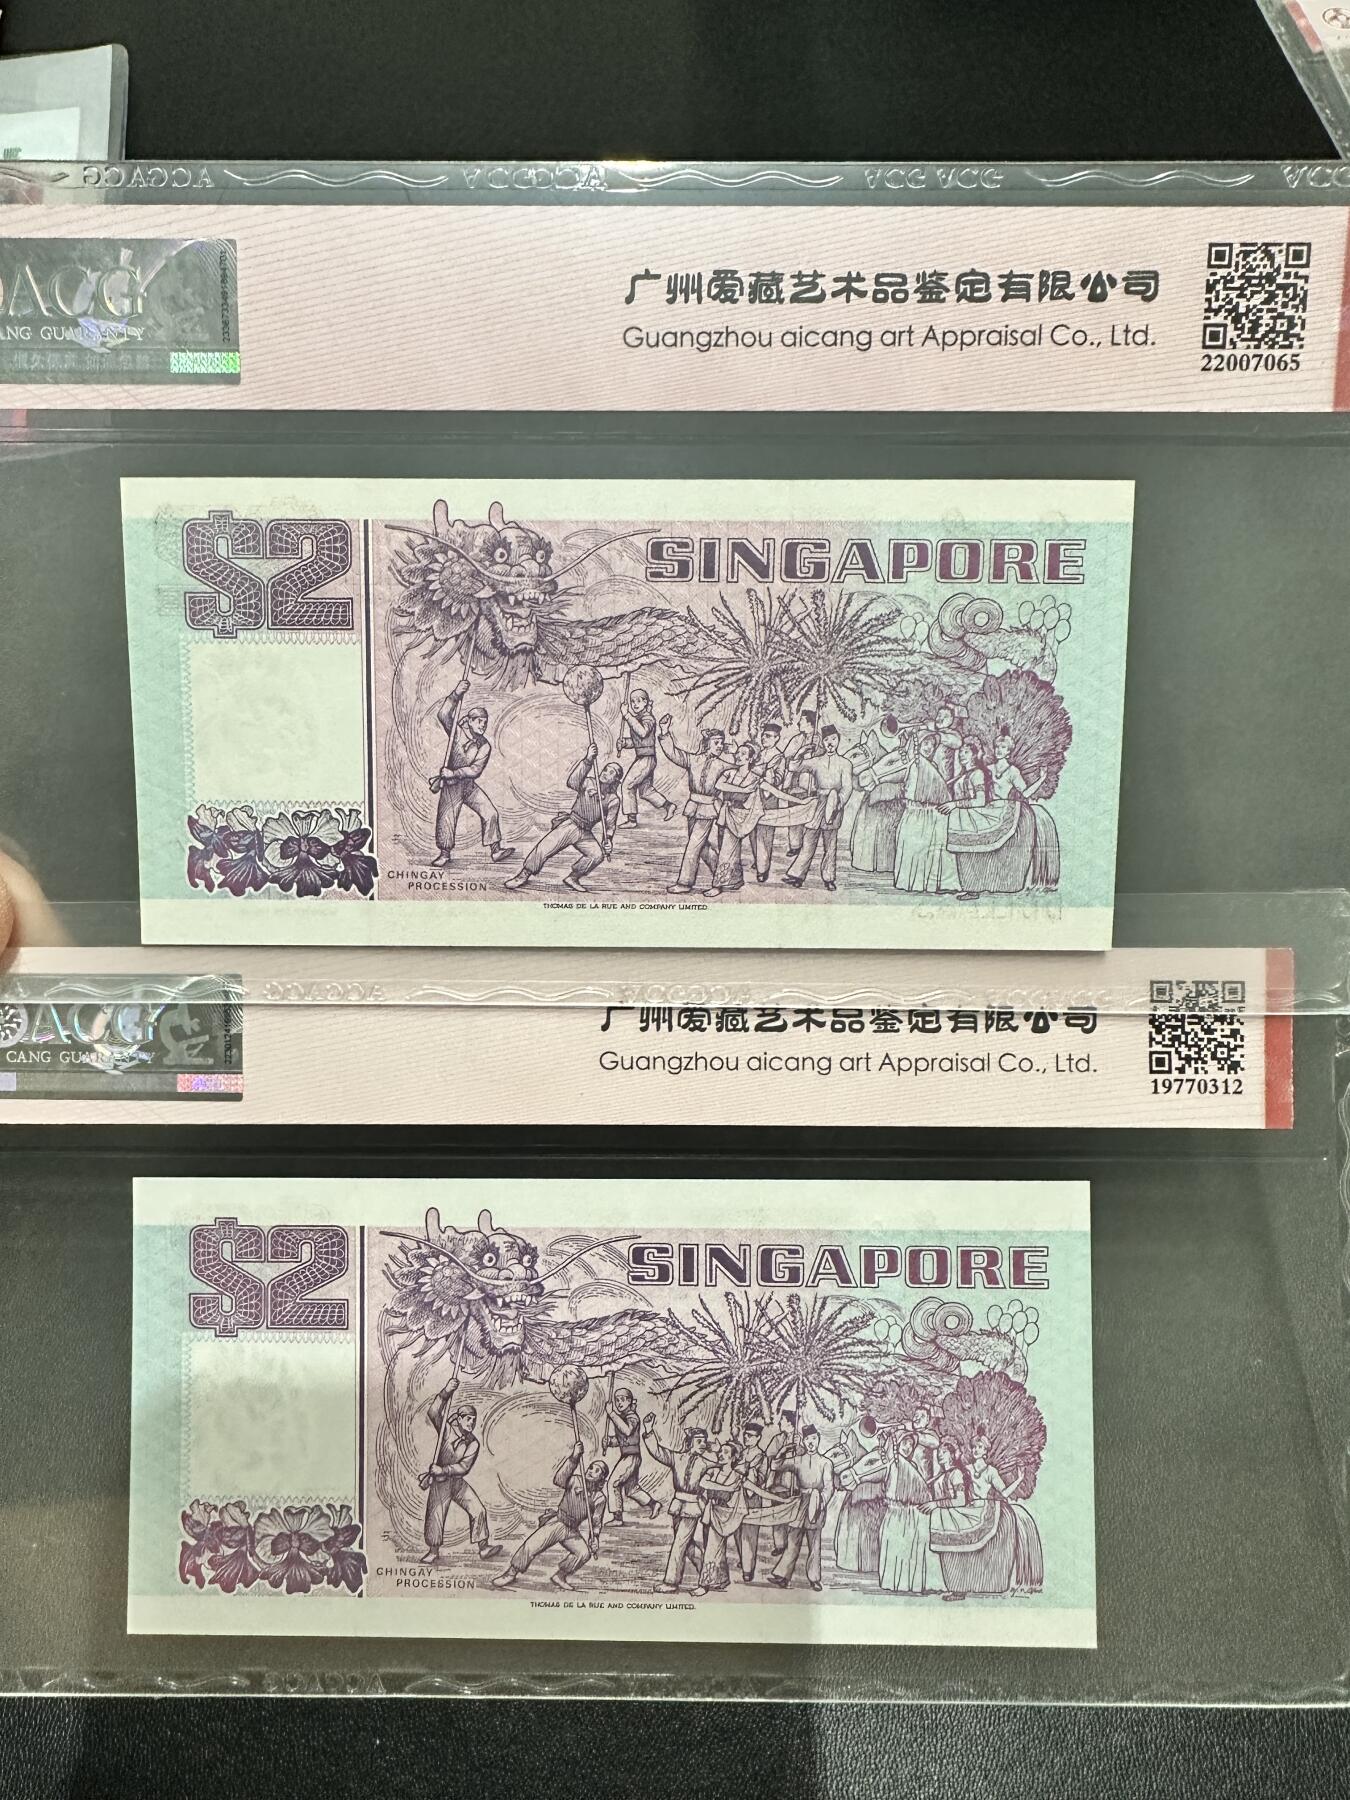 ACG ACG
ACG
CANG GUARANTY
广州爱藏艺术品鉴定有限公司
Guangzhou aicang art Appraisal Co., Ltd.
22007065
$2
SINGAPORE
CHINGAY
PROCESSION
THOMAS DE LA RUE AND COMPANY LIMITED.
ACG
CANG GUARANTY
广州爱藏艺术品鉴定有限公司
Guangzhou aicang art Appraisal Co., Ltd.
19770312
$2
SINGAPORE
CHINGAY
PROCESSION
THOMAS DE LA RUE AND COMPANY LIMITED.